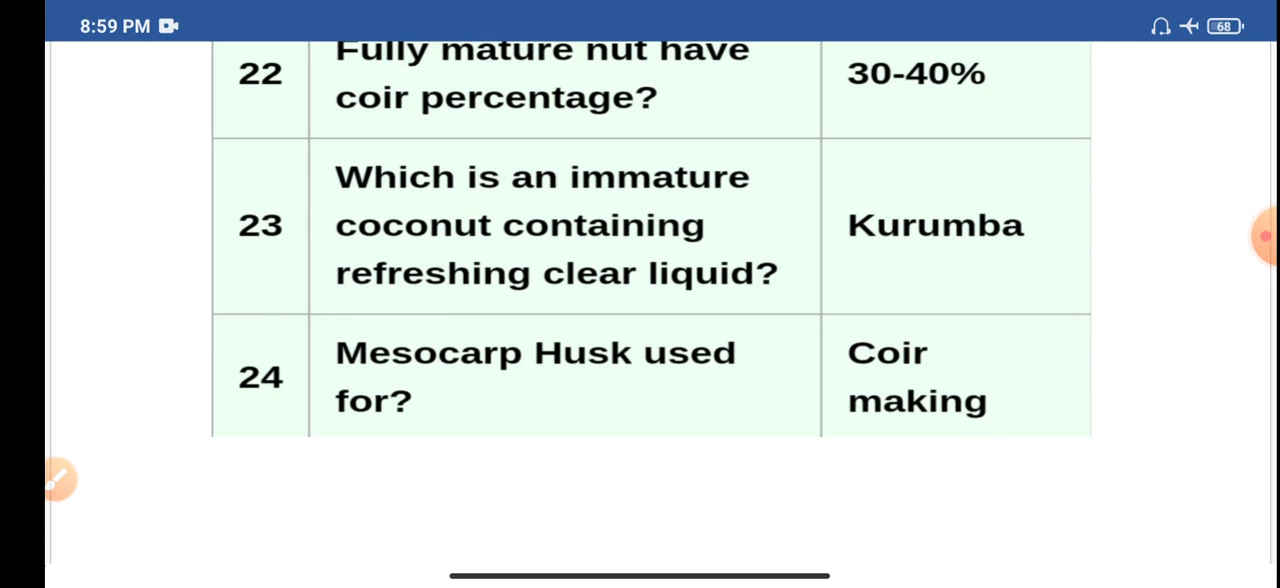 8:59 PM
68
22
Fully mature nut have
coir percentage?
30-40%
23
Which is an immature
coconut containing
refreshing clear liquid?
Kurumba
24
Mesocarp Husk used
for?
Coir
making